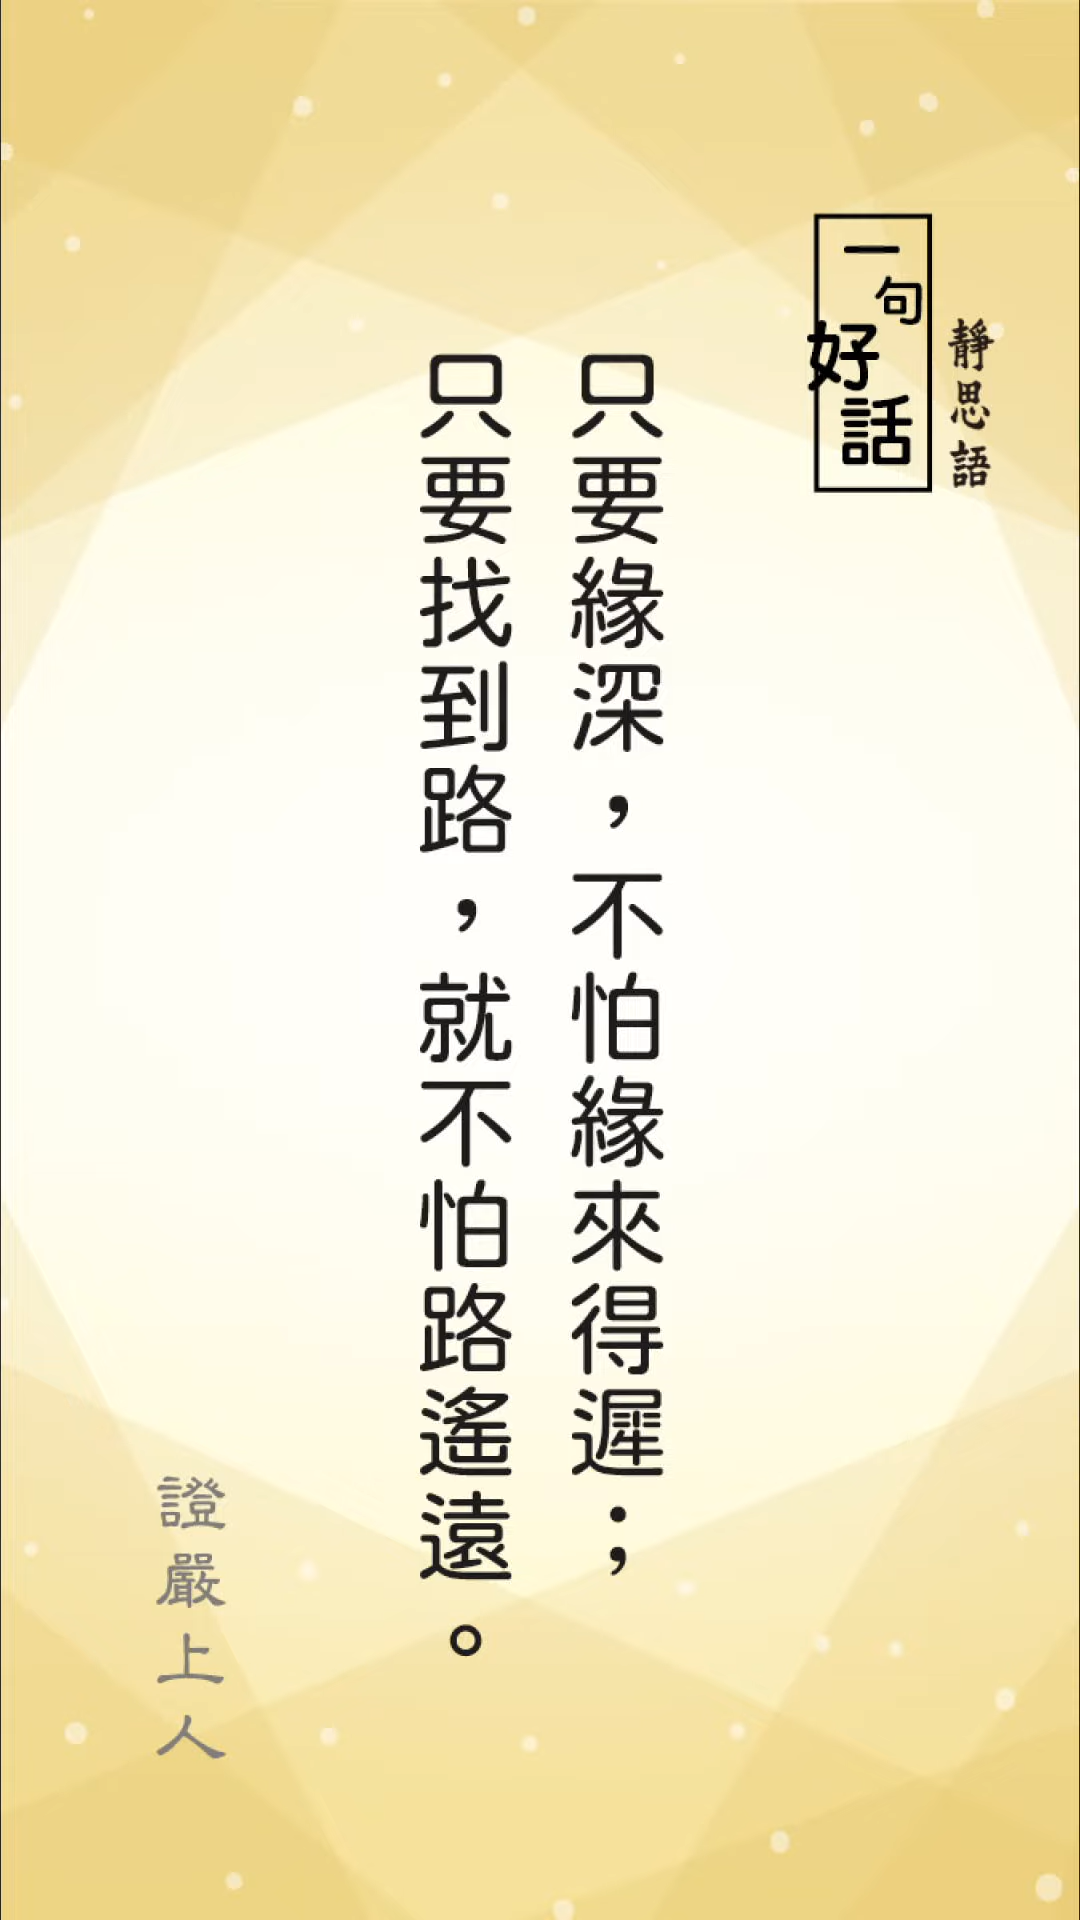 靜思語
一句好話
只要緣深，不怕緣來得遲；
只要找到路，就不怕路遙遠。
證嚴上人